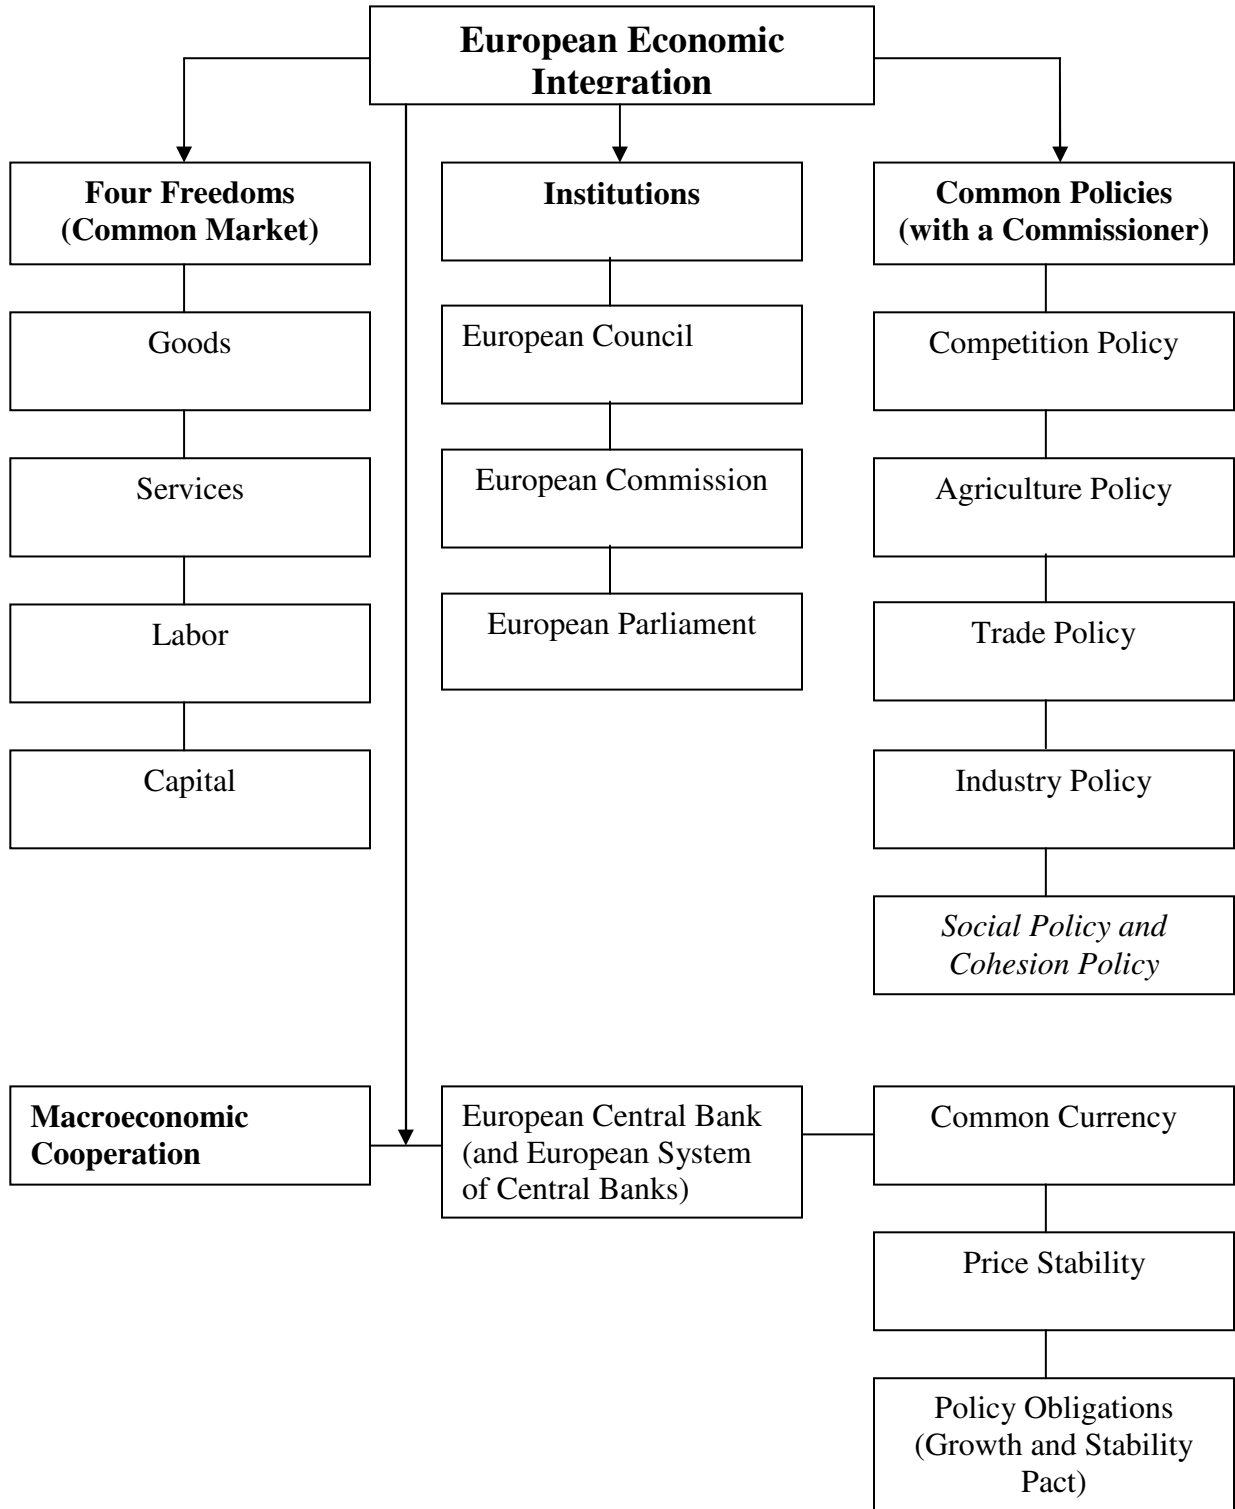 European Economic
Integration
Four Freedoms
(Common Market)
Institutions
Common Policies
(with a Commissioner)
Goods
European Council
Competition Policy
Services
European Commission
Agriculture Policy
Labor
European Parliament
Trade Policy
Capital
Industry Policy
Social Policy and
Cohesion Policy
Macroeconomic
Cooperation
European Central Bank
(and European System
of Central Banks)
Common Currency
Price Stability
Policy Obligations
(Growth and Stability
Pact)